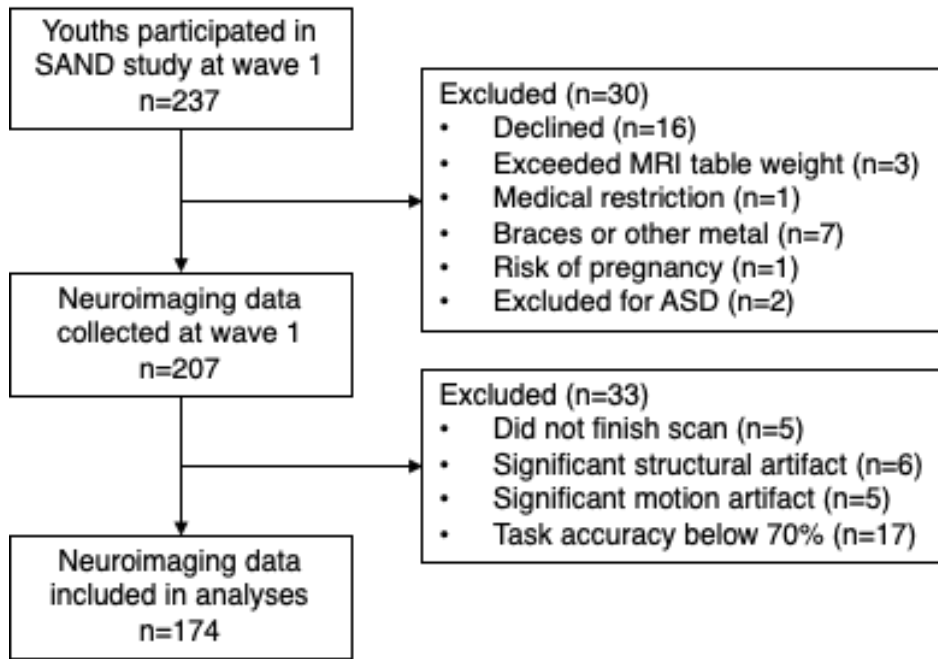 Youths participated in
SAND study at wave 1
n=237
Excluded (n=30)
• Declined (n=16)
• Exceeded MRI table weight (n=3)
• Medical restriction (n=1)
• Braces or other metal (n=7)
• Risk of pregnancy (n=1)
• Excluded for ASD (n=2)
Neuroimaging data
collected at wave 1
n=207
Excluded (n=33)
• Did not finish scan (n=5)
• Significant structural artifact (n=6)
• Significant motion artifact (n=5)
• Task accuracy below 70% (n=17)
Neuroimaging data
included in analyses
n=174